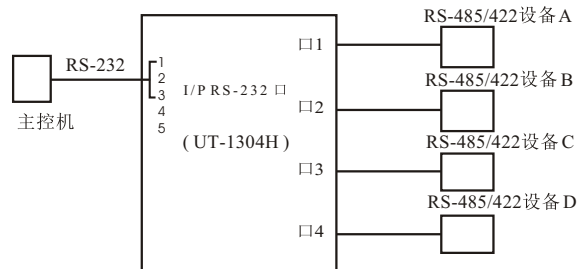 RS-232
主控机
1
2
3
4
5
I/P RS-232 口
(UT-1304H)
口1
口2
口3
口4
RS-485/422设备A
RS-485/422设备B
RS-485/422设备C
RS-485/422设备D